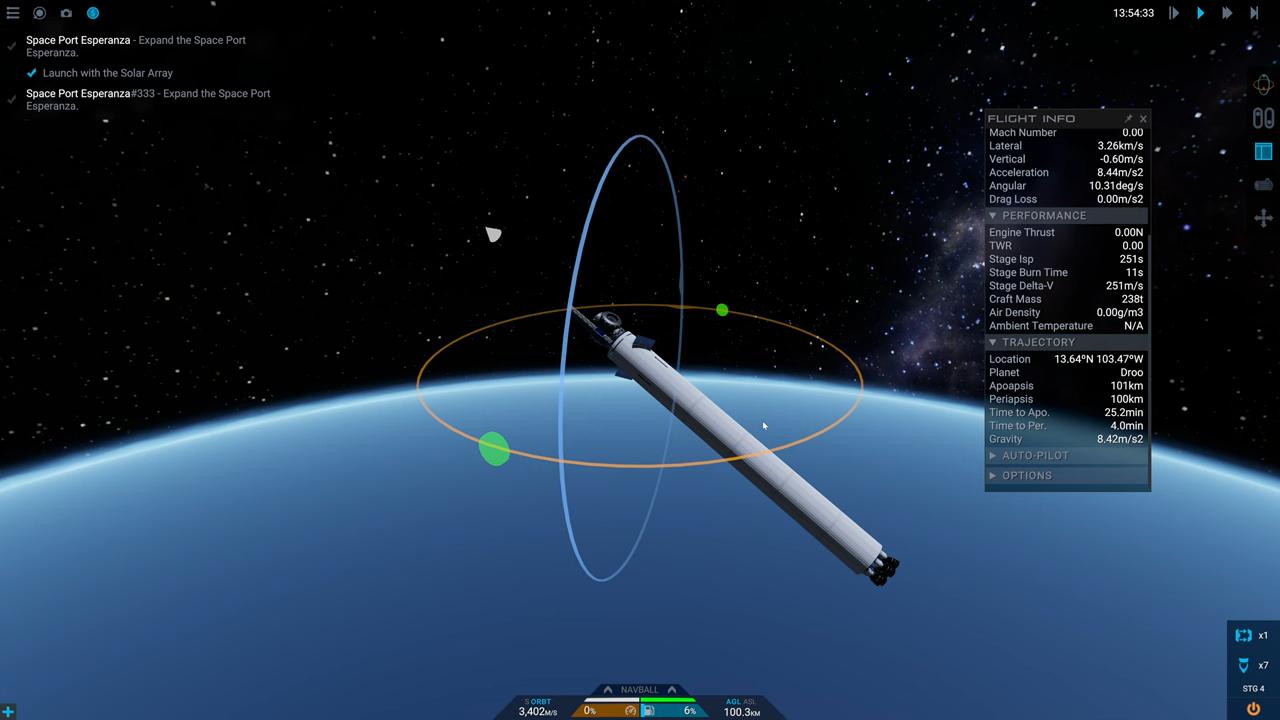 13:54:33
Space Port Esperanza - Expand the Space Port
Esperanza.
Launch with the Solar Array
Space Port Esperanza#333 - Expand the Space Port
Esperanza.
FLIGHT INFO
Mach Number 0.00
Lateral 3.26km/s
Vertical -0.60m/s
Acceleration 8.44m/s2
Angular 10.31deg/s
Drag Loss 0.00m/s2
PERFORMANCE
Engine Thrust 0.00N
TWR 0.00
Stage Isp 251s
Stage Burn Time 11s
Stage Delta-V 251m/s
Craft Mass 238t
Air Density 0.00g/m3
Ambient Temperature N/A
TRAJECTORY
Location 13.64ºN 103.47ºW
Planet Droo
Apoapsis 101km
Periapsis 100km
Time to Apo. 25.2min
Time to Per. 4.0min
Gravity 8.42m/s2
AUTO-PILOT
OPTIONS
x1
x7
STG 4
NAVBALL
S ORBT
3,402M/S
0%
6%
AGL ASL
100.3KM